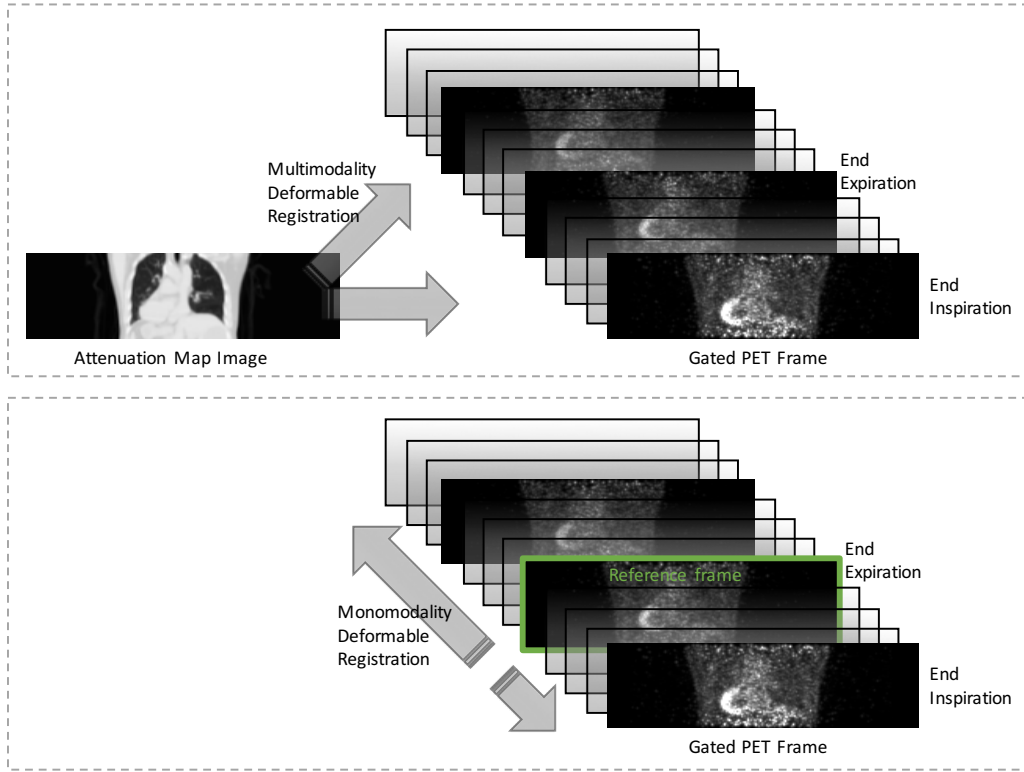 Multimodality
Deformable
Registration
End
Expiration
End
Inspiration
Attenuation Map Image
Gated PET Frame
End
Expiration
Reference frame
Monomodality
Deformable
Registration
End
Inspiration
Gated PET Frame